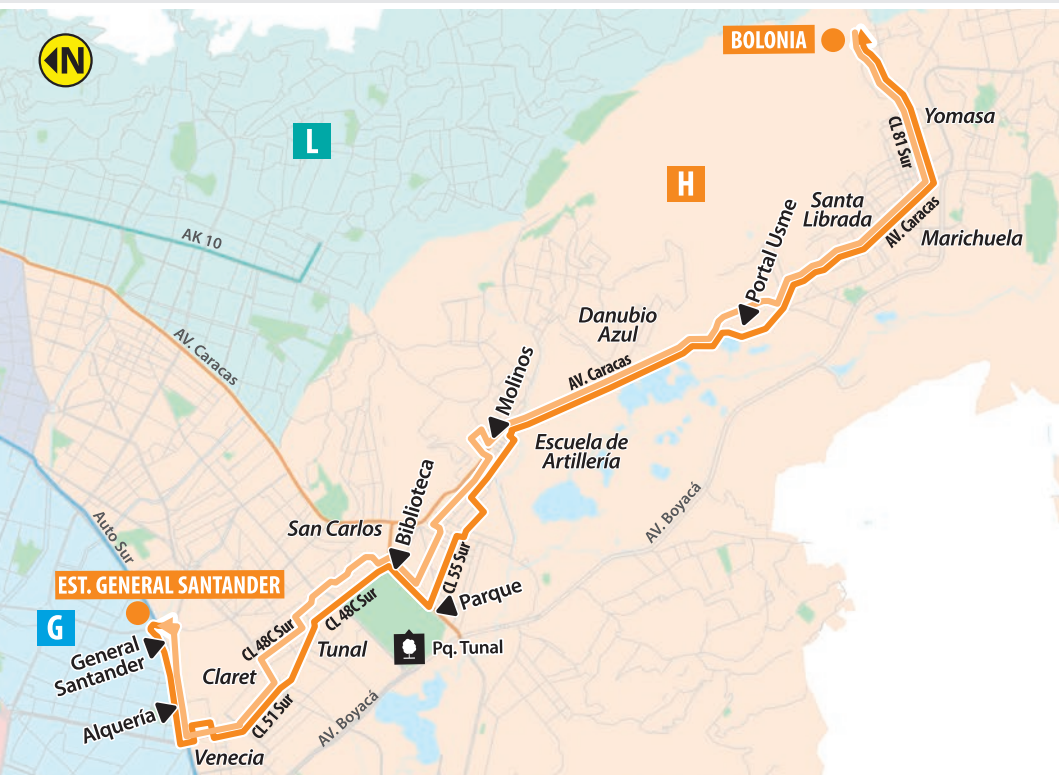 N
BOLONIA
Yomasa
CL 81 Sur
L
H
Santa
Librada
AV. Caracas
Marichuela
AK 10
Portal Usme
Danubio
Azul
AV. Caracas
AV. Caracas
Molinos
Escuela de
Artillería
Biblioteca
San Carlos
AV. Boyacá
Auto Sur
CL 55 Sur
EST. GENERAL SANTANDER
Parque
G
CL 48C Sur
CL 48C Sur
General
Santander
Tunal
Pq. Tunal
Claret
Alquería
CL 51 Sur
AV. Boyacá
Venecia